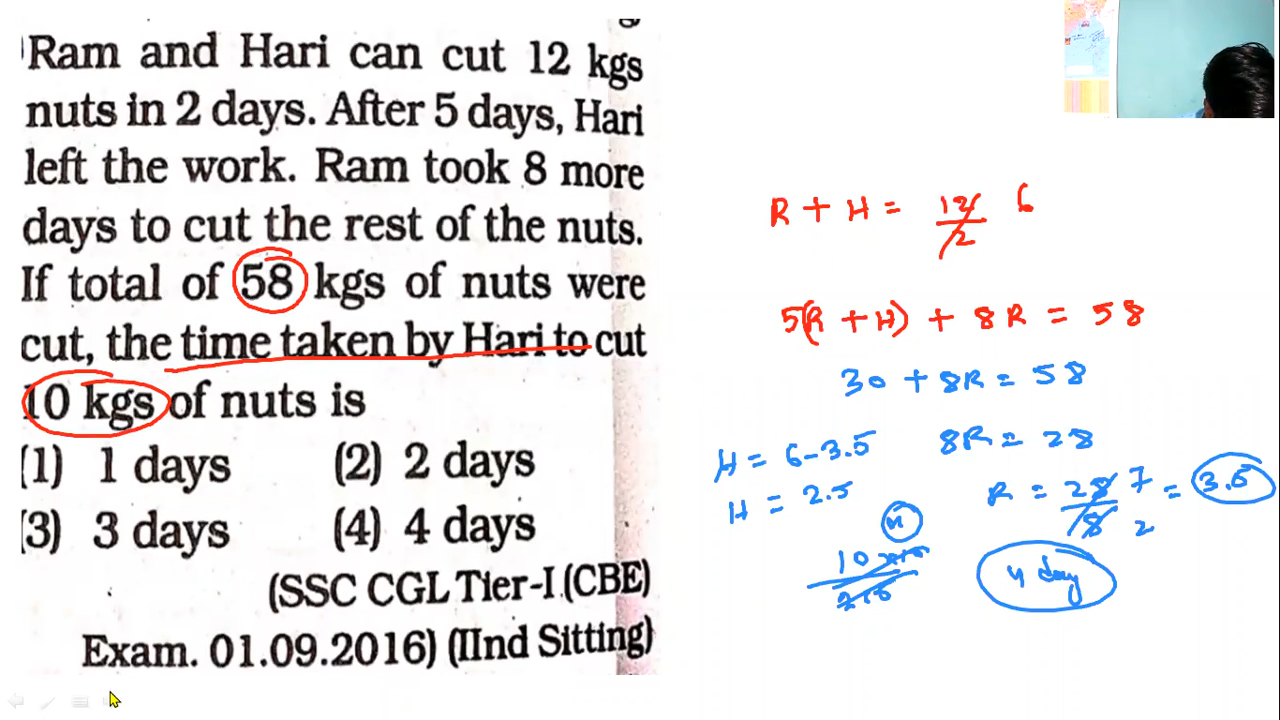 Ram and Hari can cut 12 kgs
nuts in 2 days. After 5 days, Hari
left the work. Ram took 8 more
days to cut the rest of the nuts.
If total of 58 kgs of nuts were
cut, the time taken by Hari to cut
10 kgs of nuts is
(1) 1 days (2) 2 days
(3) 3 days (4) 4 days
(SSC CGL Tier-I (CBE)
Exam. 01.09.2016) (IInd Sitting)
R + H = 12/2 6
5(R + H) + 8R = 58
30 + 8R = 58
8R = 28
R = 28/8 7/2 = 3.5
H = 6-3.5
H = 2.5
4 day